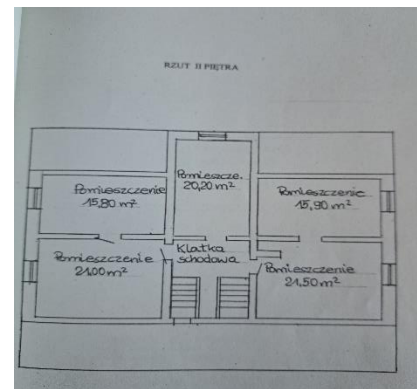 RZUT II PIĘTRA
Pomieszcze.
20,20 m²
Pomieszczenie
15,80 m²
Pomieszczenie
15,90 m²
Klatka
schodowa
Pomieszczenie
21,00 m²
Pomieszczenie
21,50 m²